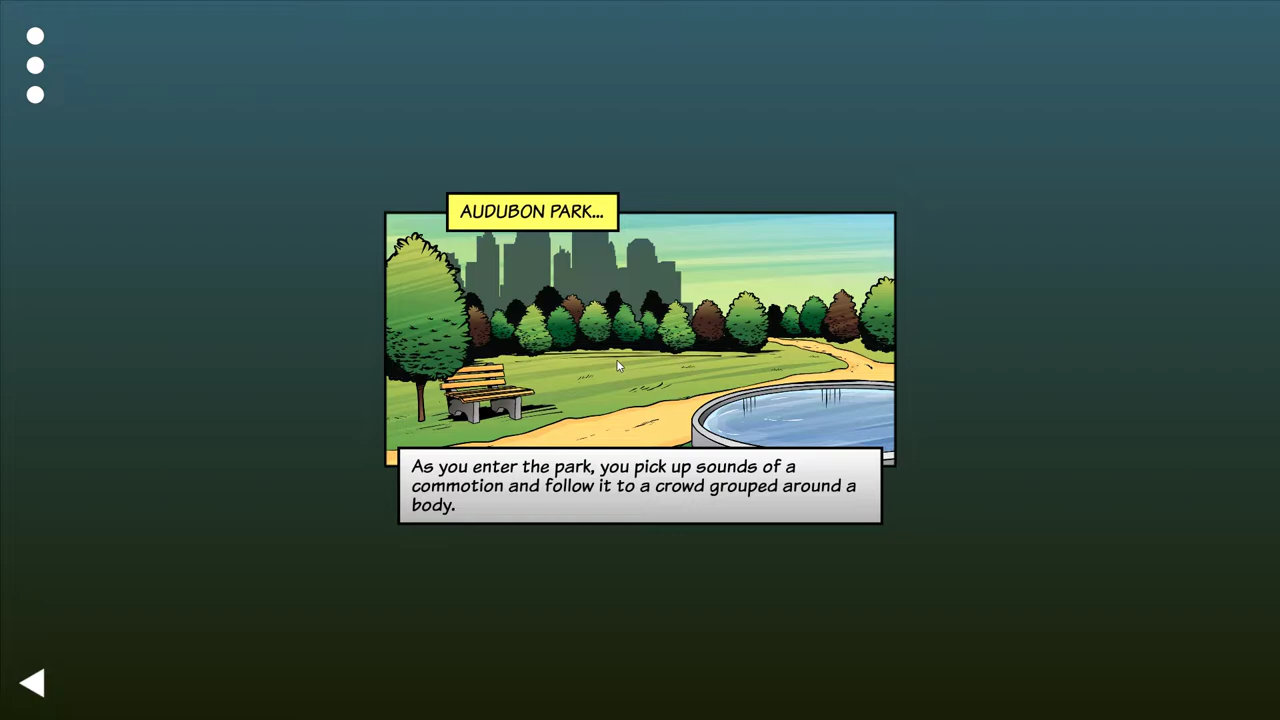 AUDUBON PARK...
As you enter the park, you pick up sounds of a
commotion and follow it to a crowd grouped around a
body.